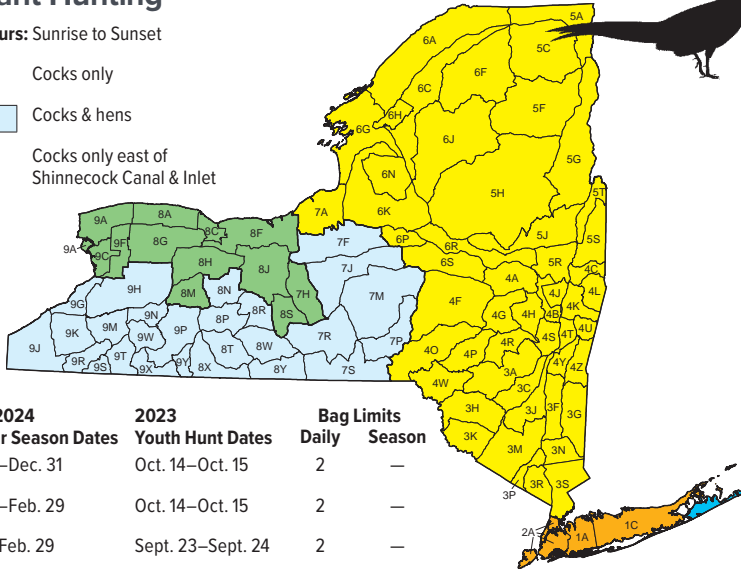 unt Hunting
urs: Sunrise to Sunset
Cocks only
Cocks & hens
Cocks only east of
Shinnecock Canal & Inlet
5A
6A
5C
6F
6C
5F
6H
6G
6J
5G
6N
5H
5T
7A
6K
9A
8A
8C
8F
6P
6R
5J
5S
9A
9F
8G
7F
9C
6S
5R
4C
8H
8J
7J
4A
9H
8M
8N
7H
7M
4F
4J
4L
9G
8R
8S
4G
4H
4B
4K
9N
8P
9K
9M
9W
9P
7R
7P
4R
4S
4T
4U
9J
9T
8T
8W
4O
4P
4Y
4Z
9R
9S
9X
9Y
8X
8Y
7S
4W
3A
3C
3H
3J
3F
3G
3K
3M
3N
3P
3R
3S
2A
1A
1C
2024 2023 Bag Limits
r Season Dates Youth Hunt Dates Daily Season
–Dec. 31 Oct. 14–Oct. 15 2 —
–Feb. 29 Oct. 14–Oct. 15 2 —
Feb. 29 Sept. 23–Sept. 24 2 —